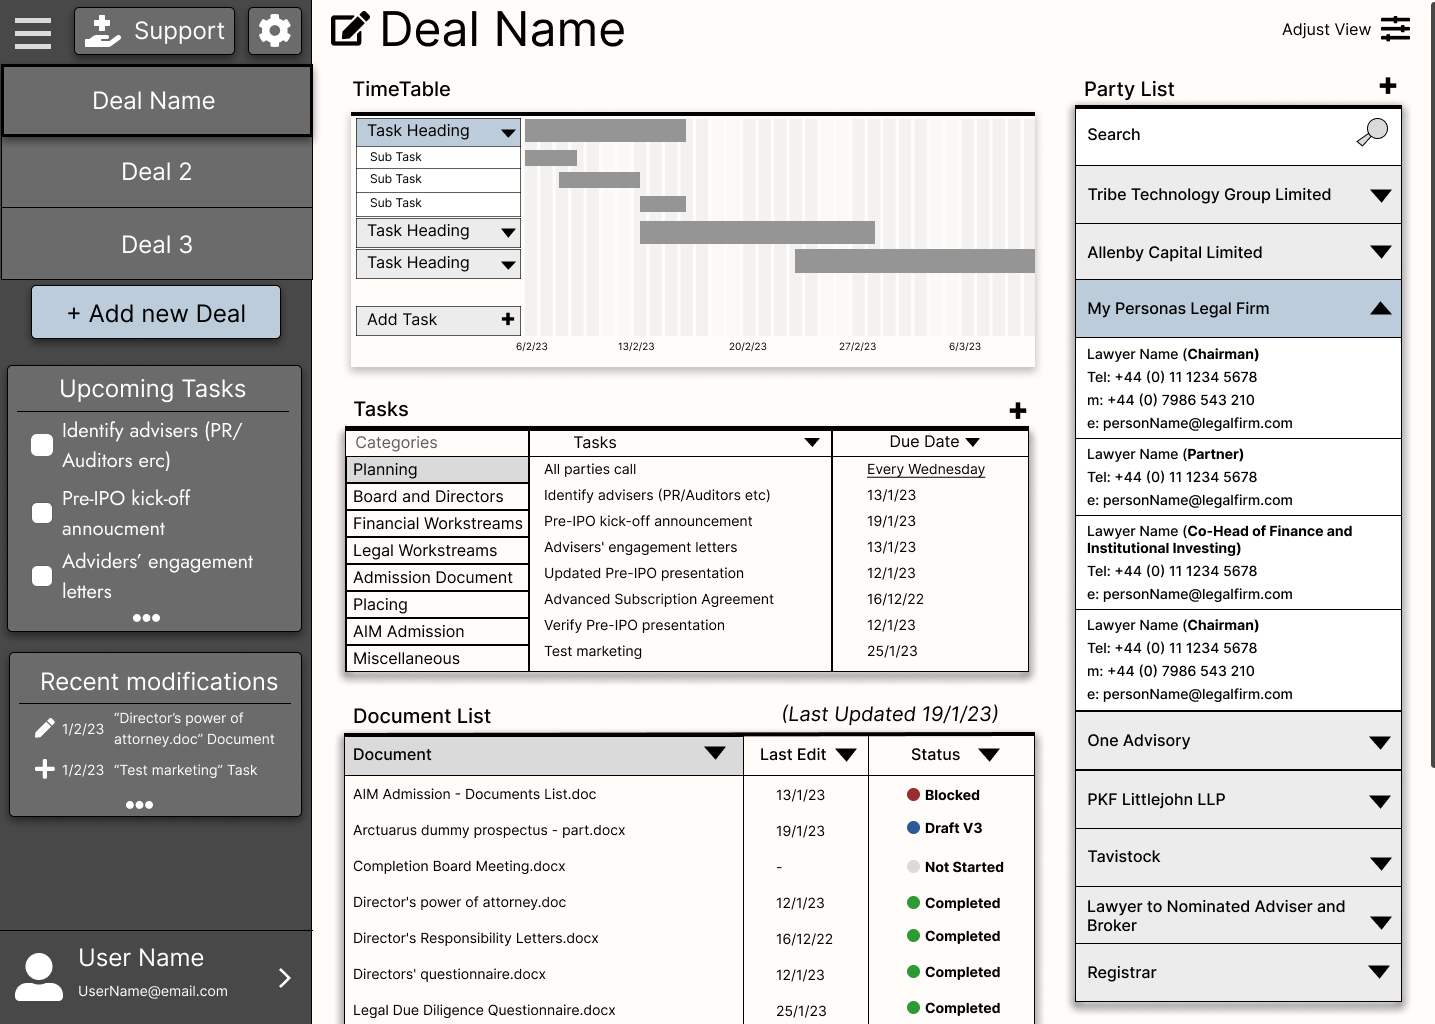 Support
Deal Name
Deal 2
Deal 3
+ Add new Deal
Upcoming Tasks
Identify advisers (PR/
Auditors erc)
Pre-IPO kick-off
annoucment
Adviders’ engagement
letters
Recent modifications
1/2/23 “Director’s power of
attorney.doc” Document
1/2/23 “Test marketing” Task
User Name
UserName@email.com
Deal Name
Adjust View
TimeTable
Task Heading
Sub Task
Sub Task
Sub Task
Task Heading
Task Heading
Add Task
6/2/23 13/2/23 20/2/23 27/2/23 6/3/23
Tasks
Categories Tasks Due Date
Planning All parties call Every Wednesday
Board and Directors Identify advisers (PR/Auditors etc) 13/1/23
Financial Workstreams Pre-IPO kick-off announcement 19/1/23
Legal Workstreams Advisers' engagement letters 13/1/23
Admission Document Updated Pre-IPO presentation 12/1/23
Placing Advanced Subscription Agreement 16/12/22
AIM Admission Verify Pre-IPO presentation 12/1/23
Miscellaneous Test marketing 25/1/23
Document List (Last Updated 19/1/23)
Document Last Edit Status
AIM Admission - Documents List.doc 13/1/23 Blocked
Arctuarus dummy prospectus - part.docx 19/1/23 Draft V3
Completion Board Meeting.docx - Not Started
Director's power of attorney.doc 12/1/23 Completed
Director's Responsibility Letters.docx 16/12/22 Completed
Directors' questionnaire.docx 12/1/23 Completed
Legal Due Diligence Questionnaire.docx 25/1/23 Completed
Party List
Search
Tribe Technology Group Limited
Allenby Capital Limited
My Personas Legal Firm
Lawyer Name (Chairman)
Tel: +44 (0) 11 1234 5678
m: +44 (0) 7986 543 210
e: personName@legalfirm.com
Lawyer Name (Partner)
Tel: +44 (0) 11 1234 5678
e: personName@legalfirm.com
Lawyer Name (Co-Head of Finance and
Institutional Investing)
Tel: +44 (0) 11 1234 5678
e: personName@legalfirm.com
Lawyer Name (Chairman)
Tel: +44 (0) 11 1234 5678
m: +44 (0) 7986 543 210
e: personName@legalfirm.com
One Advisory
PKF Littlejohn LLP
Tavistock
Lawyer to Nominated Adviser and
Broker
Registrar